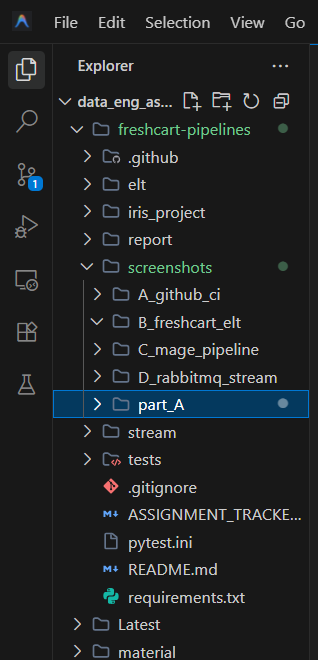 File Edit Selection View Go
Explorer
data_eng_as...
freshcart-pipelines
.github
elt
1
iris_project
report
screenshots
A_github_ci
B_freshcart_elt
C_mage_pipeline
D_rabbitmq_stream
part_A
stream
tests
.gitignore
ASSIGNMENT_TRACKE...
pytest.ini
README.md
requirements.txt
Latest
material